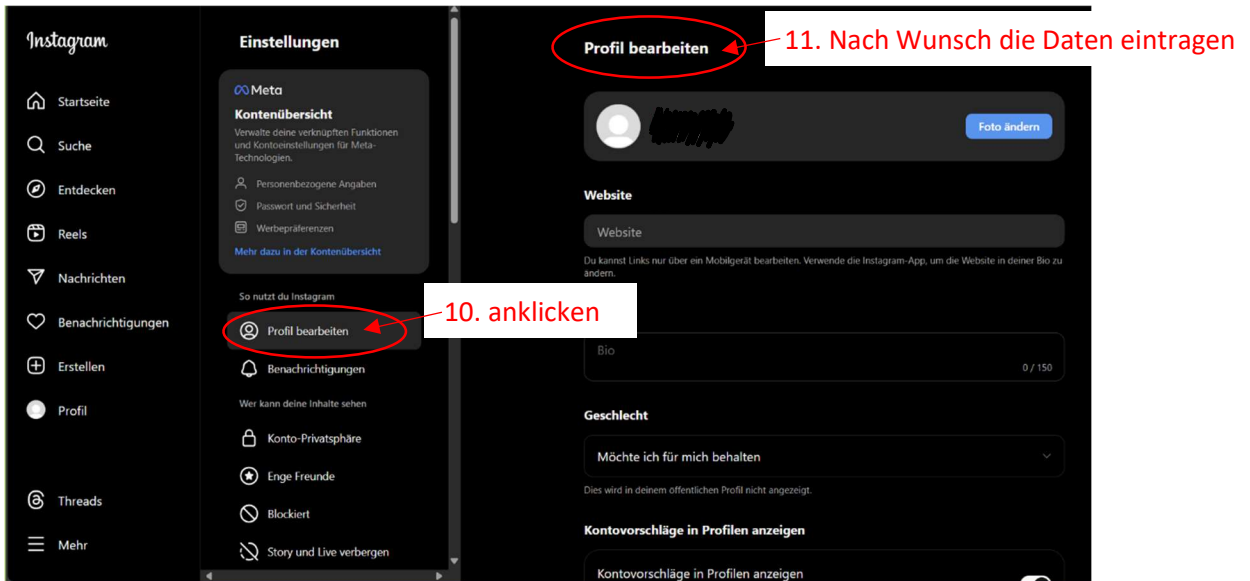 Instagram
Startseite
Suche
Entdecken
Reels
Nachrichten
Benachrichtigungen
Erstellen
Profil
Threads
Mehr
Einstellungen
Meta
Kontenübersicht
Verwalte deine verknüpften Funktionen
und Kontoeinstellungen für Meta-
Technologien.
Personenbezogene Angaben
Passwort und Sicherheit
Werbepräferenzen
Mehr dazu in der Kontenübersicht
So nutzt du Instagram
Profil bearbeiten
10. anklicken
Benachrichtigungen
Wer kann deine Inhalte sehen
Konto-Privatsphäre
Enge Freunde
Blockiert
Story und Live verbergen
Profil bearbeiten
11. Nach Wunsch die Daten eintragen
Foto ändern
Website
Website
Du kannst Links nur über ein Mobilgerät bearbeiten. Verwende die Instagram-App, um die Website in deiner Bio zu
ändern.
Bio
0 / 150
Geschlecht
Möchte ich für mich behalten
Dies wird in deinem öffentlichen Profil nicht angezeigt.
Kontovorschläge in Profilen anzeigen
Kontovorschläge in Profilen anzeigen